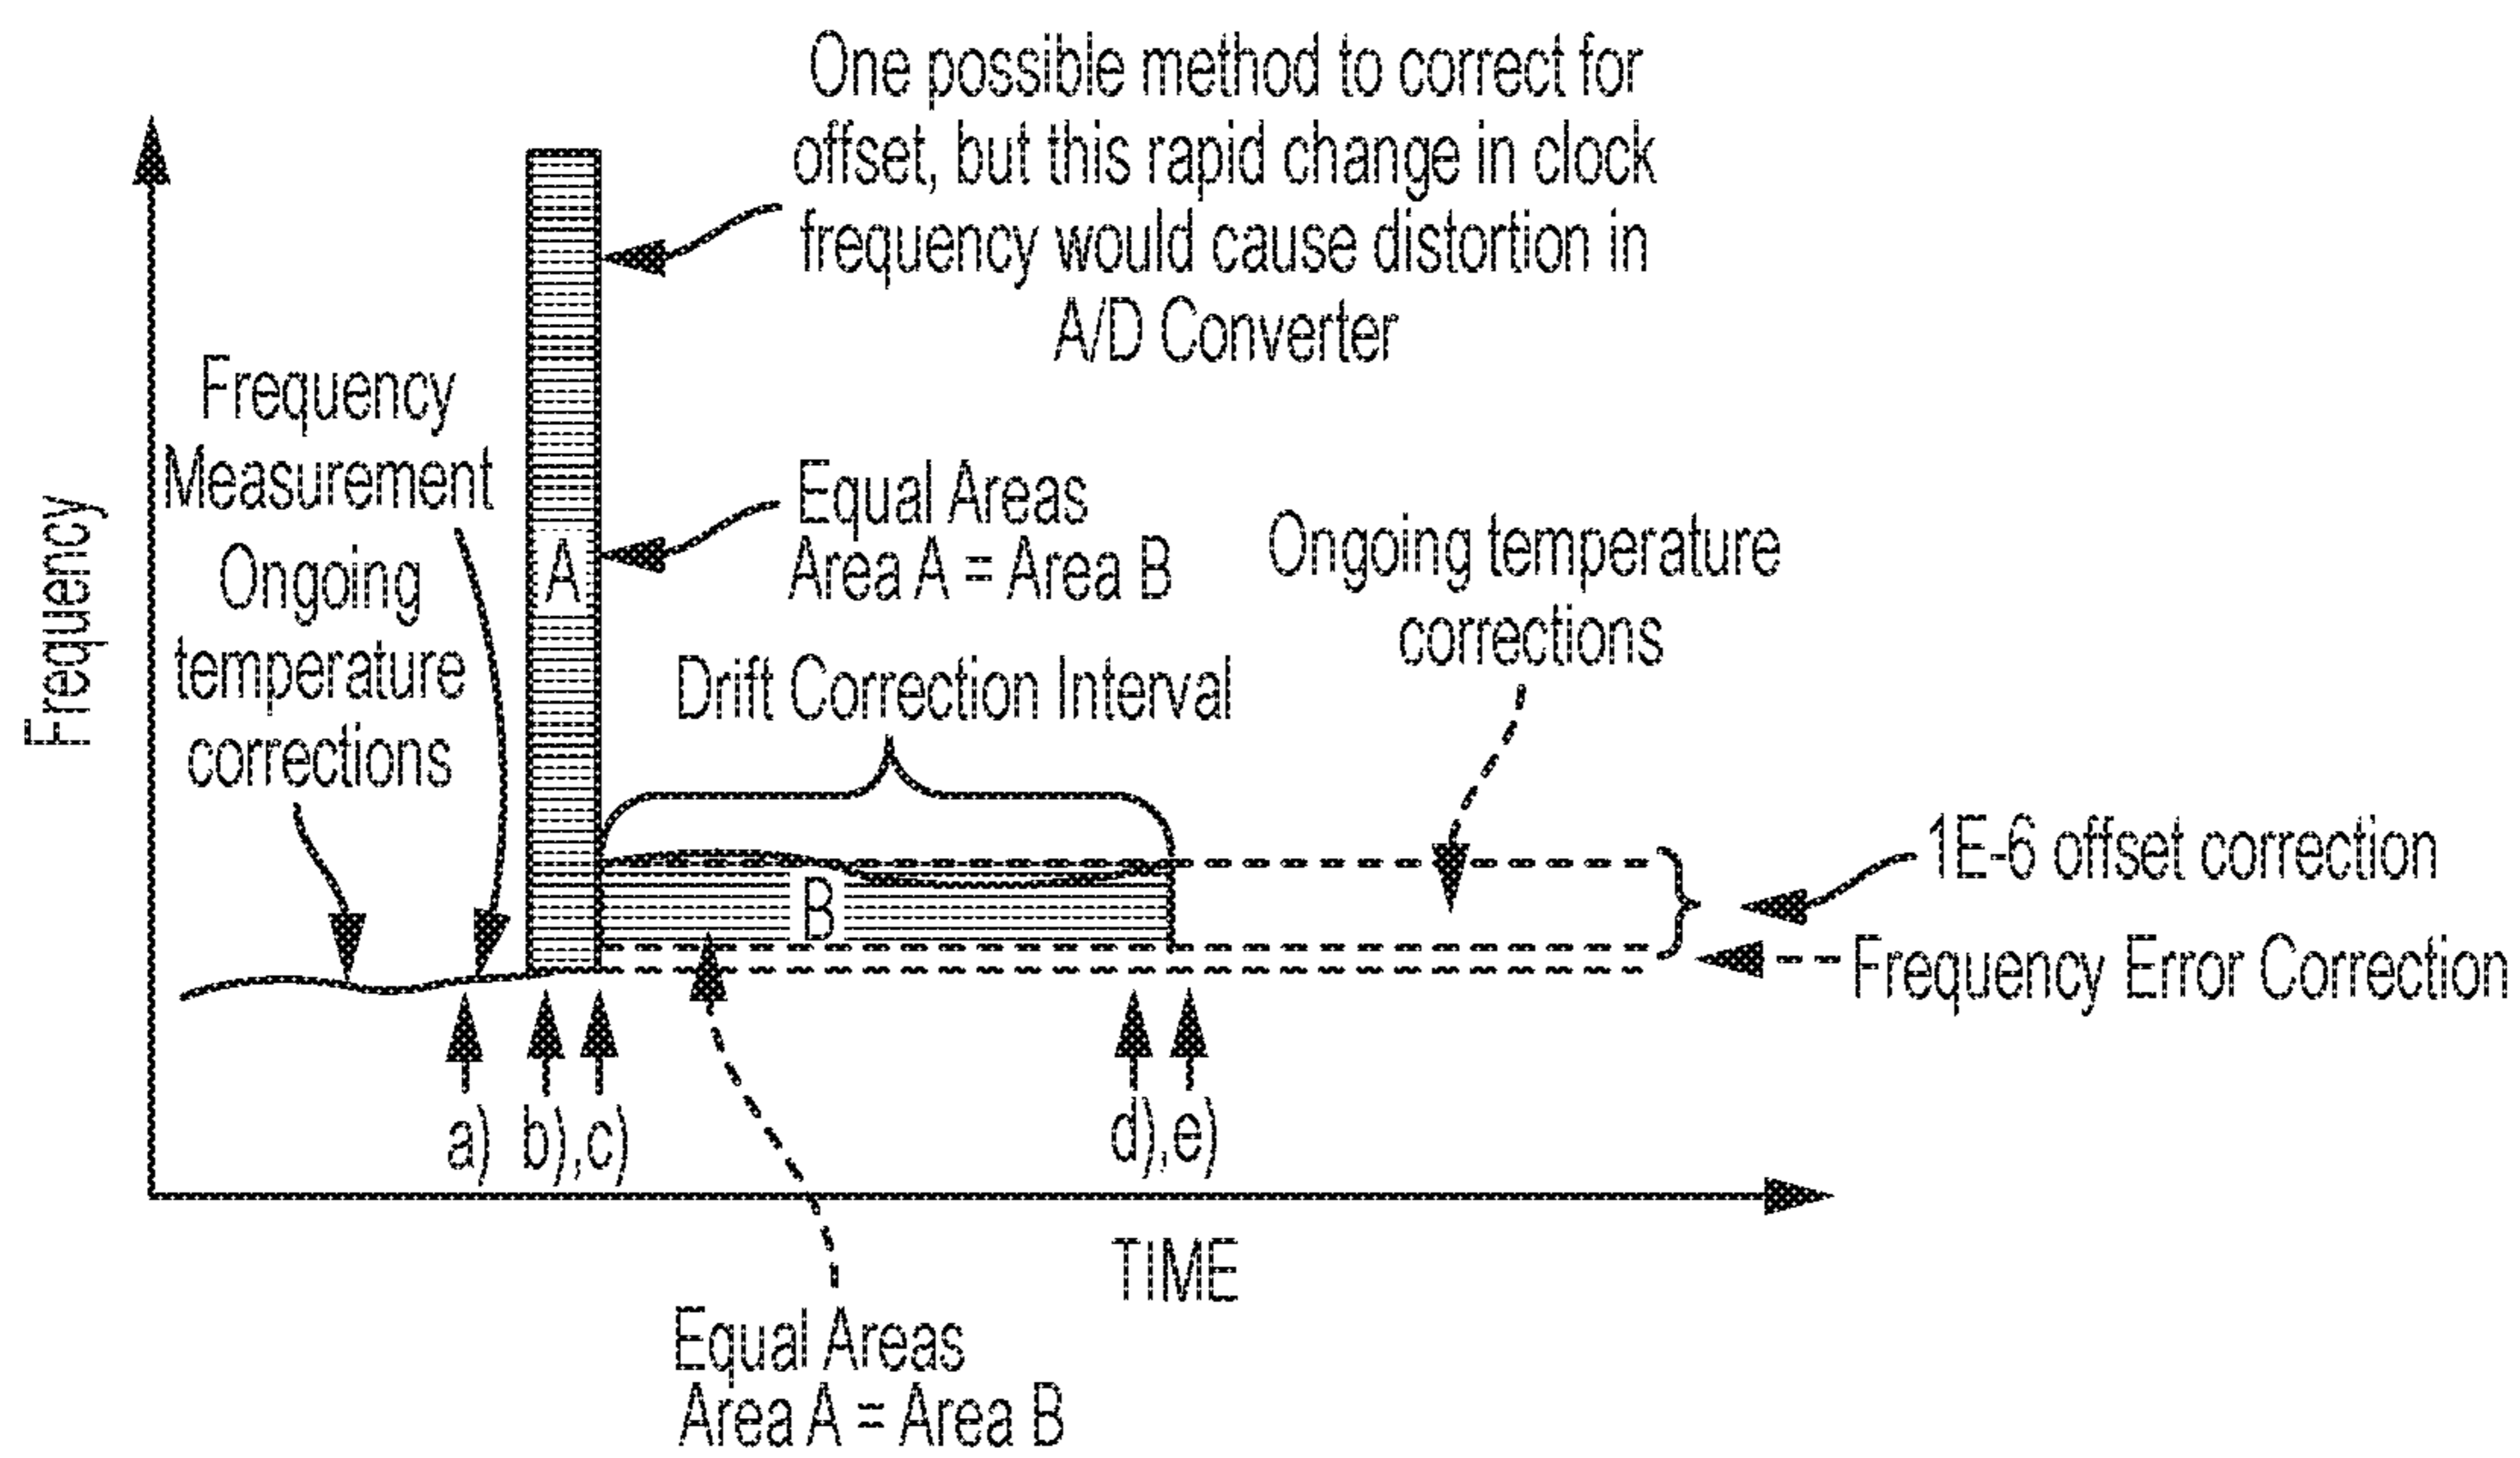 One possible method to correct for
offset, but this rapid change in clock
frequency would cause distortion in
A/D Converter
Frequency
Frequency
Measurement
Ongoing
temperature
corrections
A
Equal Areas
Area A = Area B
Ongoing temperature
corrections
Drift Correction Interval
B
1E-6 offset correction
Frequency Error Correction
a) b),c)
d),e)
TIME
Equal Areas
Area A = Area B